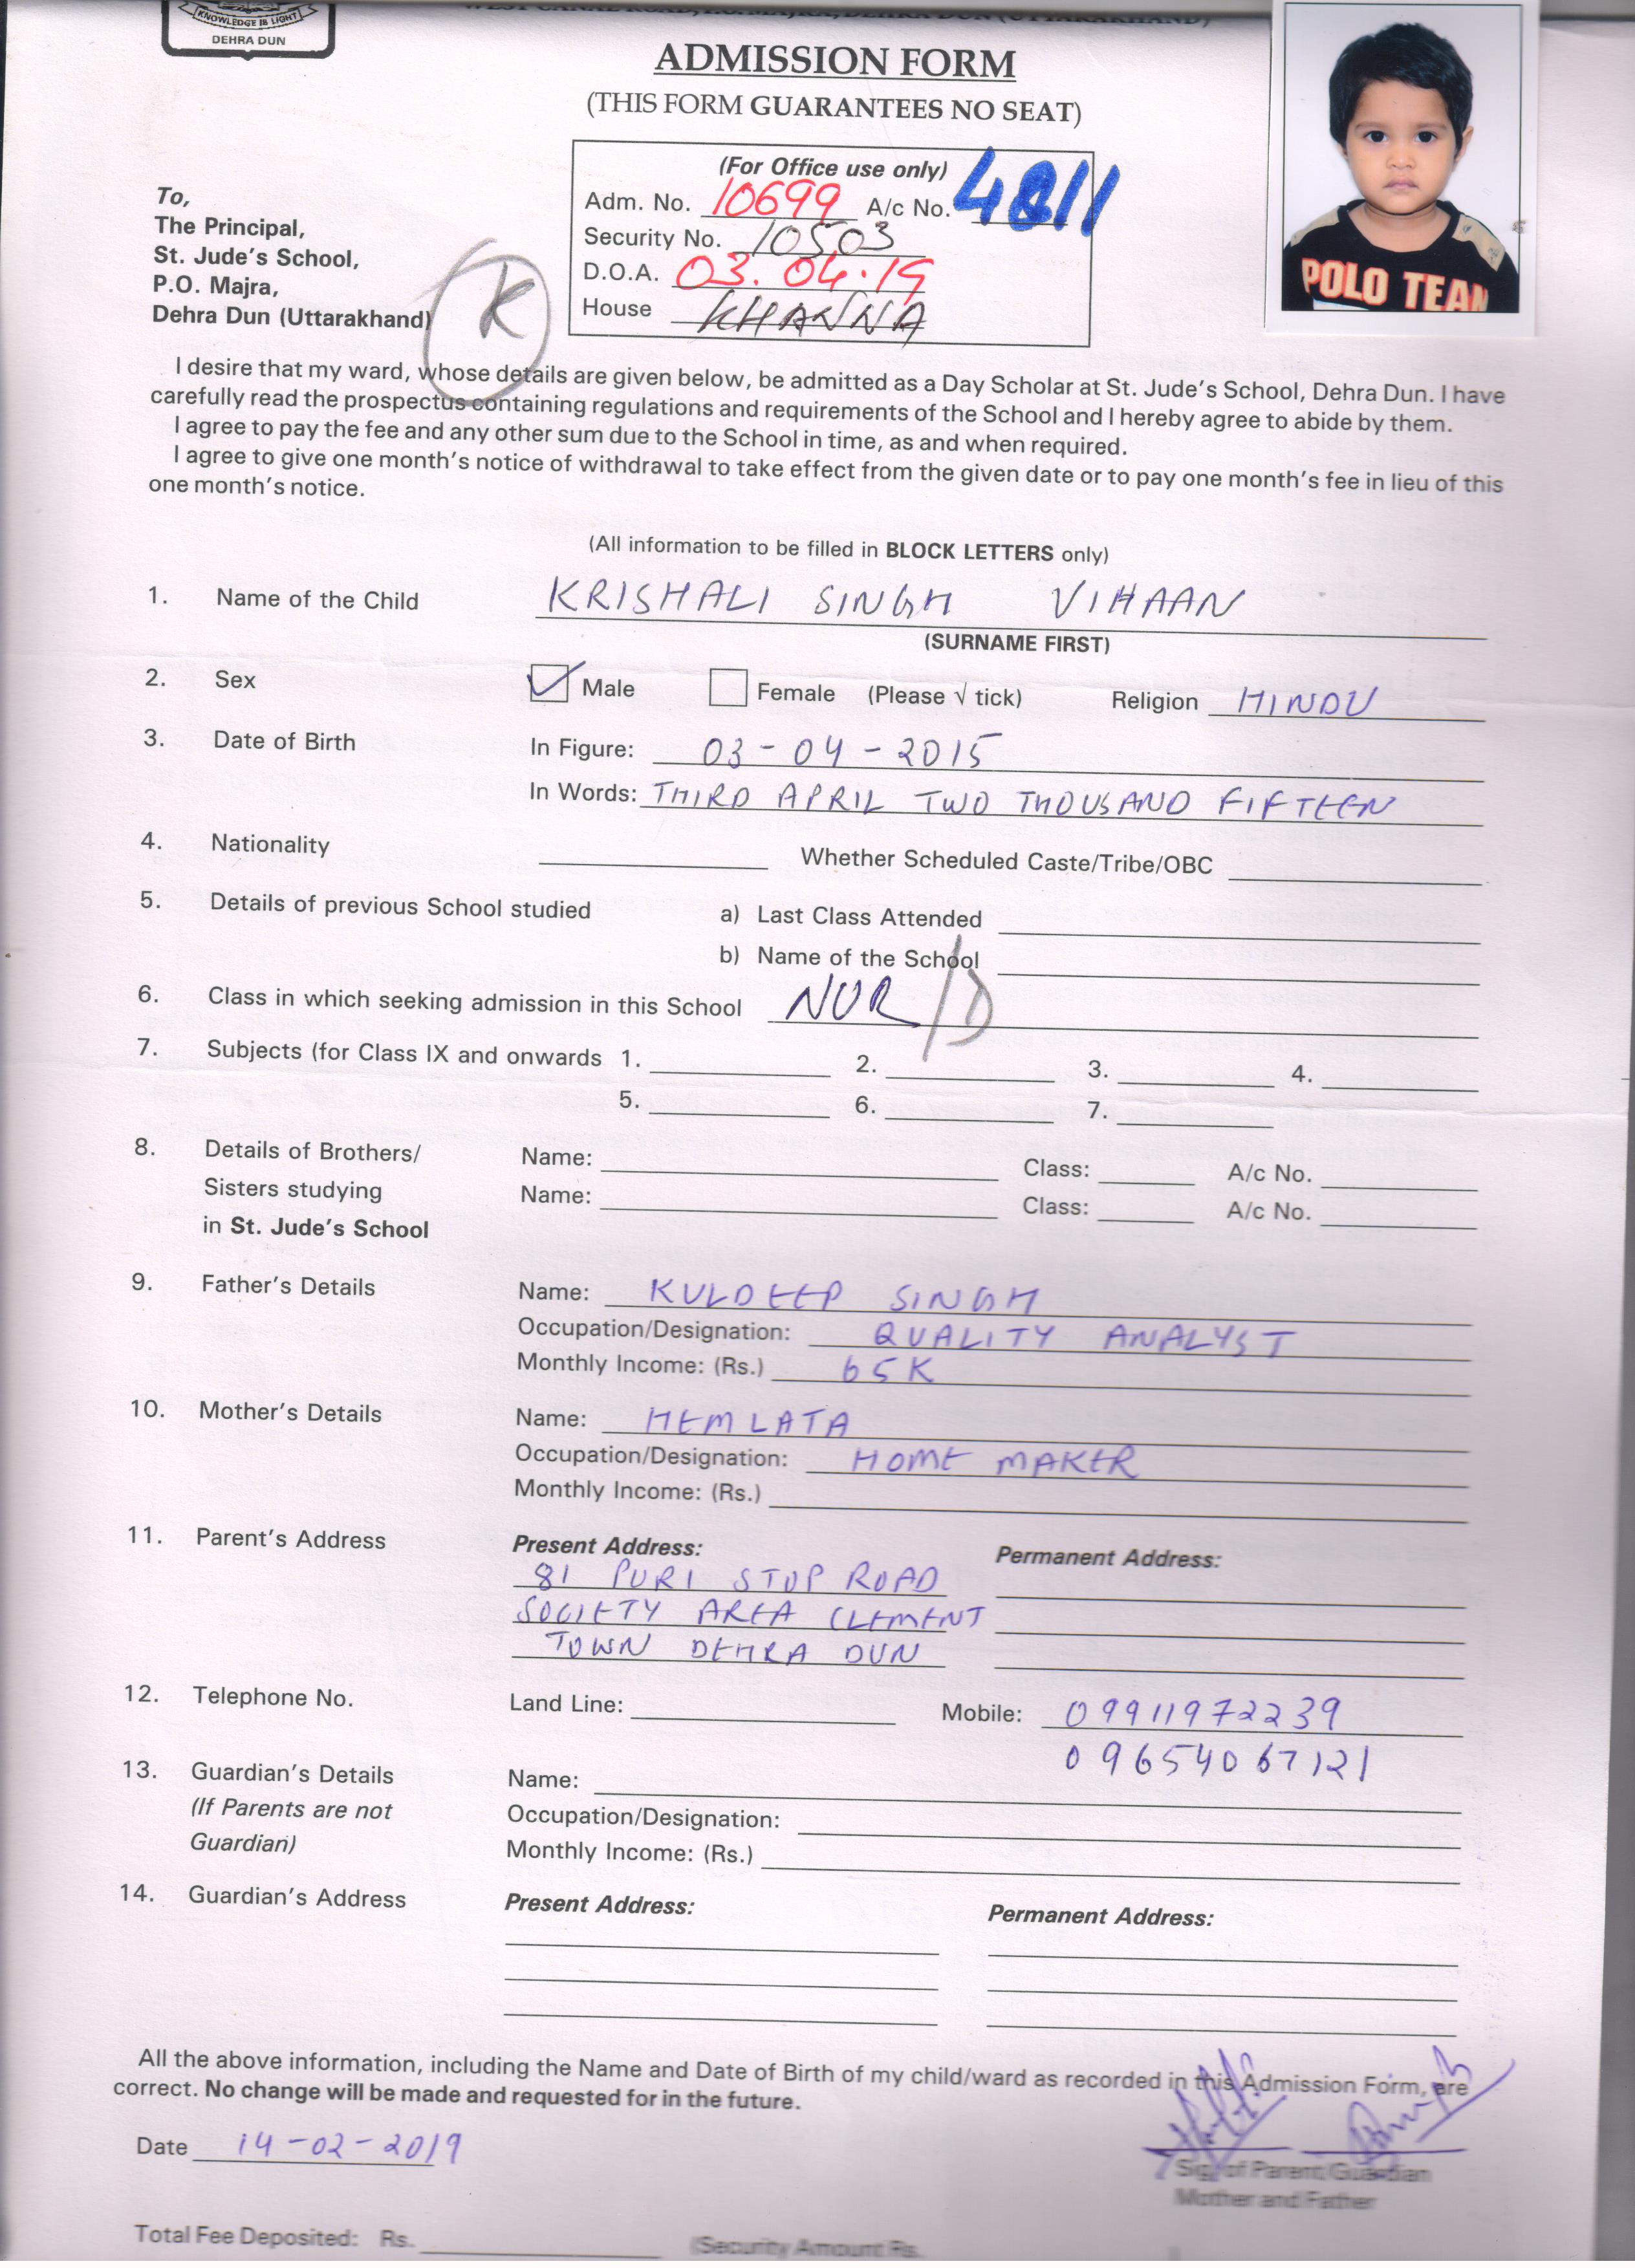 KNOWLEDGE IS LIGHT
DEHRA DUN
WEST CANAL ROAD, P.O. MAJRA, DEHRA DUN (UTTARAKHAND)
ADMISSION FORM
(THIS FORM GUARANTEES NO SEAT)
(For Office use only)
Adm. No. 10699 A/c No. 4811
Security No. 10503
D.O.A. 03.04.19
House KHANNA
To,
The Principal,
St. Jude's School,
P.O. Majra,
Dehra Dun (Uttarakhand)
K
POLO TEAM
I desire that my ward, whose details are given below, be admitted as a Day Scholar at St. Jude's School, Dehra Dun. I have
carefully read the prospectus containing regulations and requirements of the School and I hereby agree to abide by them.
I agree to pay the fee and any other sum due to the School in time, as and when required.
I agree to give one month's notice of withdrawal to take effect from the given date or to pay one month's fee in lieu of this
one month's notice.
(All information to be filled in BLOCK LETTERS only)
1. Name of the Child KRISHALI SINGH VIHAAN
(SURNAME FIRST)
2. Sex Male Female (Please √ tick) Religion HINDU
3. Date of Birth In Figure: 03-04-2015
In Words: THIRD APRIL TWO THOUSAND FIFTEEN
4. Nationality Whether Scheduled Caste/Tribe/OBC
5. Details of previous School studied a) Last Class Attended
b) Name of the School
6. Class in which seeking admission in this School NUR/D
7. Subjects (for Class IX and onwards 1. 2. 3. 4.
5. 6. 7.
8. Details of Brothers/ Name: Class: A/c No.
Sisters studying Name: Class: A/c No.
in St. Jude's School
9. Father's Details Name: KULDEEP SINGH
Occupation/Designation: QUALITY ANALYST
Monthly Income: (Rs.) 65K
10. Mother's Details Name: HEMLATA
Occupation/Designation: HOME MAKER
Monthly Income: (Rs.)
11. Parent's Address Present Address: Permanent Address:
81 PURI STOP ROAD
SOCIETY AREA CLEMENT
TOWN DEHRA DUN
12. Telephone No. Land Line: Mobile: 09911972239
09654067121
13. Guardian's Details Name:
(If Parents are not Occupation/Designation:
Guardian) Monthly Income: (Rs.)
14. Guardian's Address Present Address: Permanent Address:
All the above information, including the Name and Date of Birth of my child/ward as recorded in this Admission Form, are
correct. No change will be made and requested for in the future.
Date 14-02-2019
Sig. of Parent/Guardian
Mother and Father
Total Fee Deposited: Rs. (Security Amount Rs.